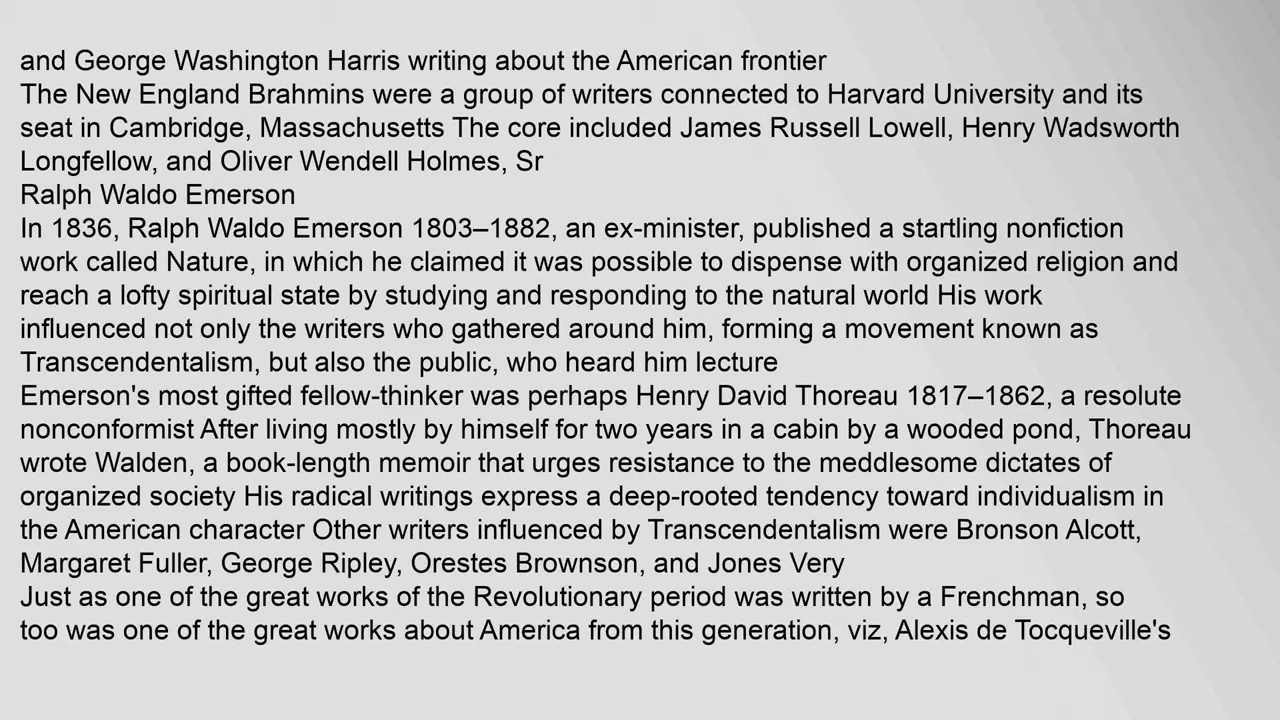 and George Washington Harris writing about the American frontier
The New England Brahmins were a group of writers connected to Harvard University and its
seat in Cambridge, Massachusetts The core included James Russell Lowell, Henry Wadsworth
Longfellow, and Oliver Wendell Holmes, Sr
Ralph Waldo Emerson
In 1836, Ralph Waldo Emerson 1803–1882, an ex-minister, published a startling nonfiction
work called Nature, in which he claimed it was possible to dispense with organized religion and
reach a lofty spiritual state by studying and responding to the natural world His work
influenced not only the writers who gathered around him, forming a movement known as
Transcendentalism, but also the public, who heard him lecture
Emerson's most gifted fellow-thinker was perhaps Henry David Thoreau 1817–1862, a resolute
nonconformist After living mostly by himself for two years in a cabin by a wooded pond, Thoreau
wrote Walden, a book-length memoir that urges resistance to the meddlesome dictates of
organized society His radical writings express a deep-rooted tendency toward individualism in
the American character Other writers influenced by Transcendentalism were Bronson Alcott,
Margaret Fuller, George Ripley, Orestes Brownson, and Jones Very
Just as one of the great works of the Revolutionary period was written by a Frenchman, so
too was one of the great works about America from this generation, viz, Alexis de Tocqueville's